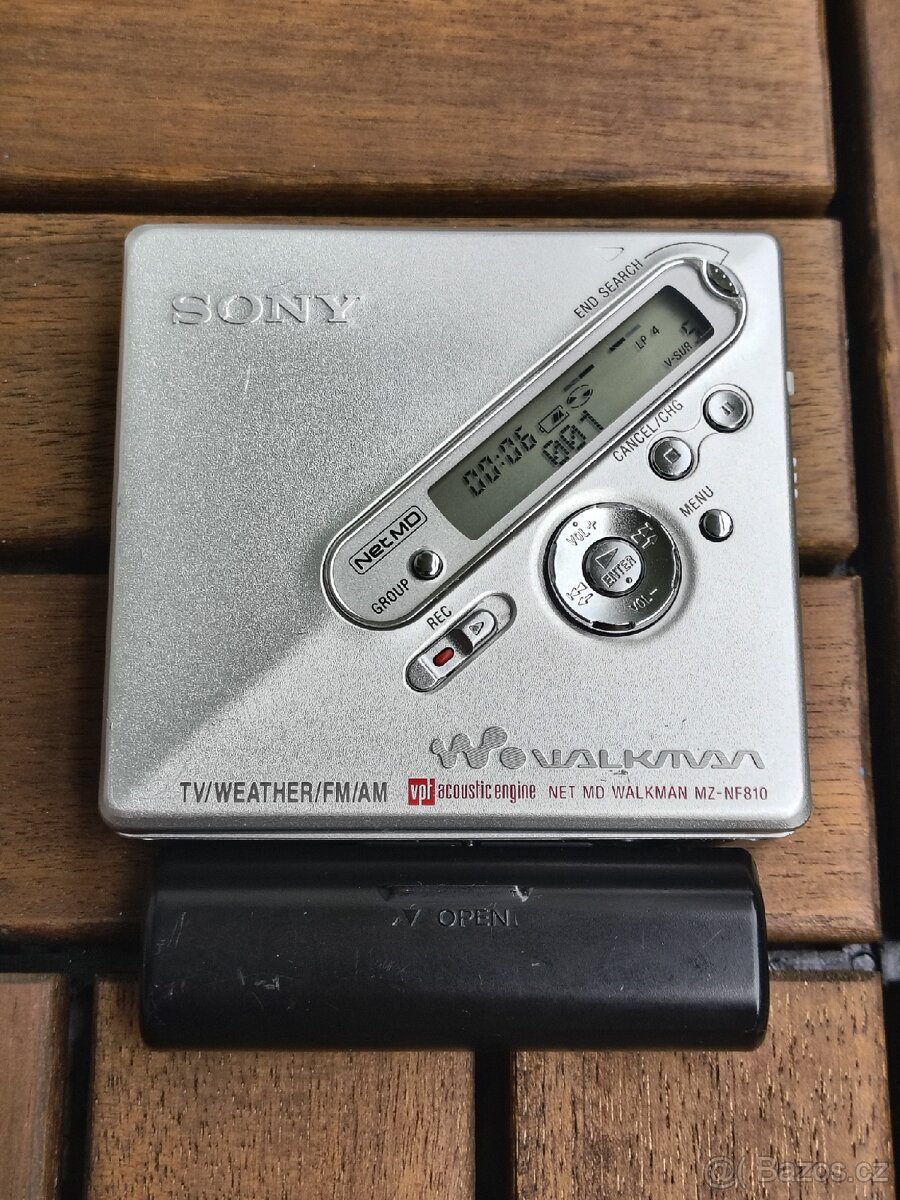 SONY
END SEARCH
LP 4
V-SUR
00:06
001
CANCEL/CHG
MENU
Net MD
GROUP
VOL+
ENTER
VOL-
REC
WALKMAN
TV/WEATHER/FM/AM vpt acoustic engine NET MD WALKMAN MZ-NF810
OPEN
@ Bazos.cz